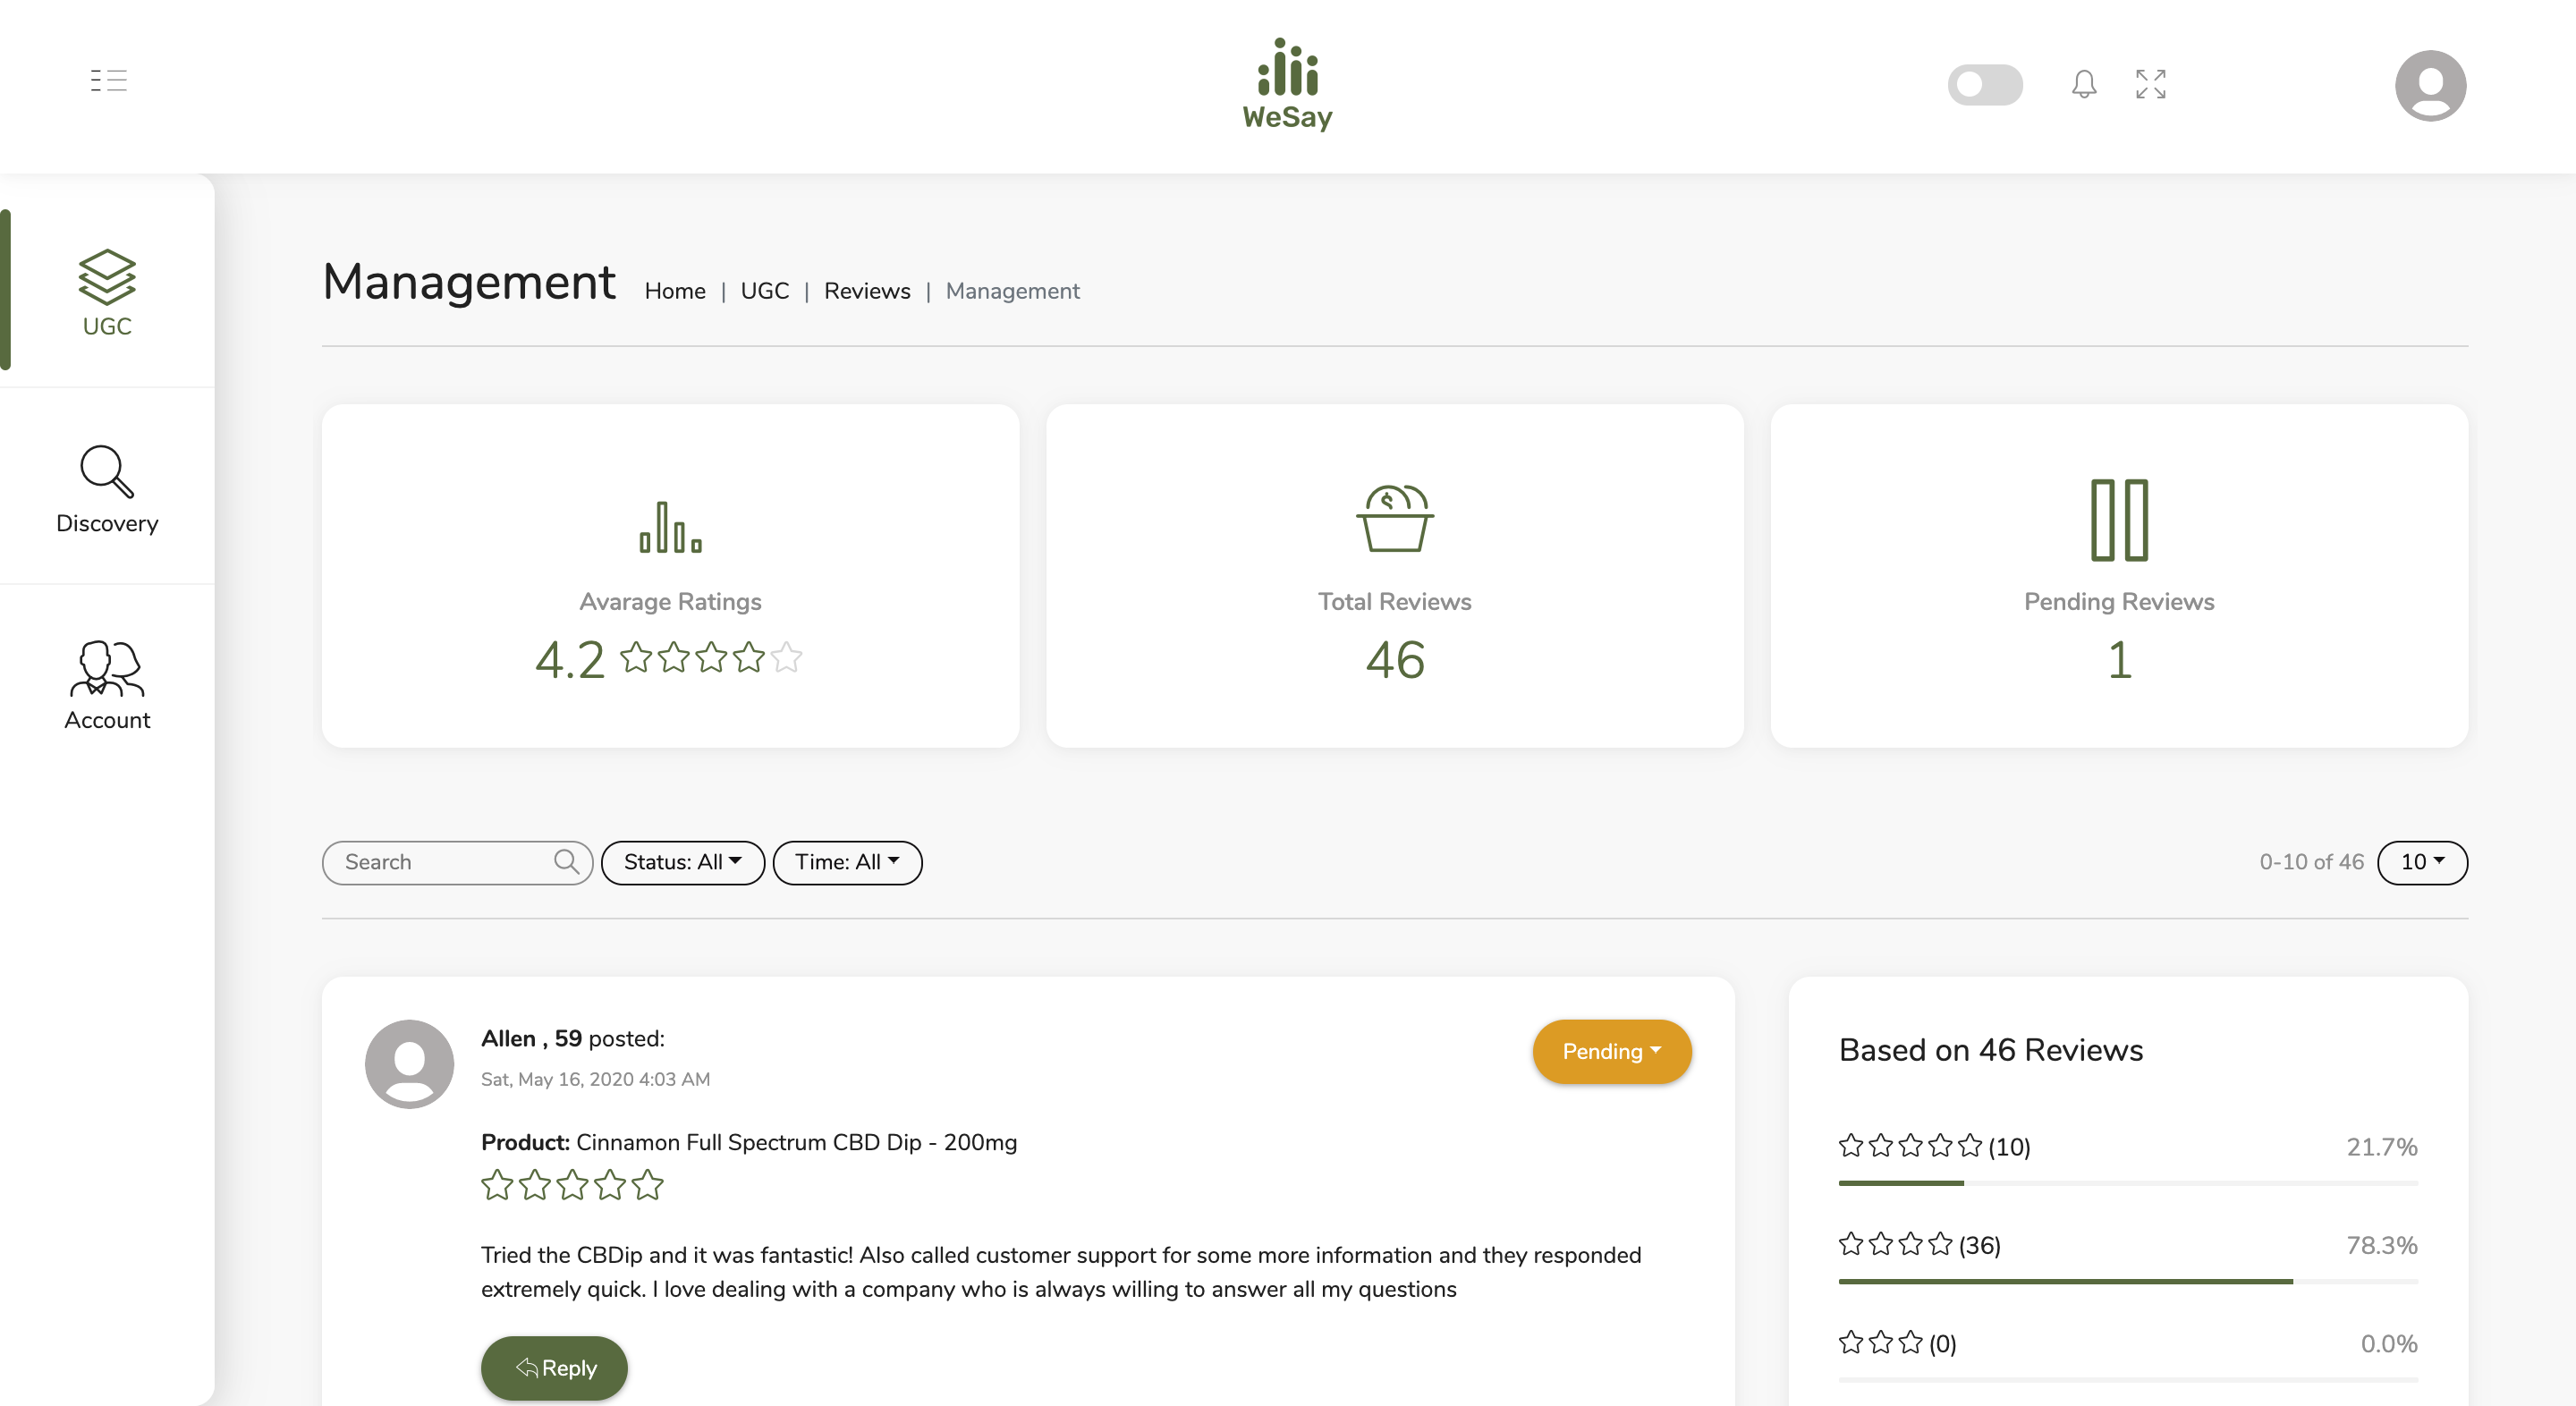 WeSay
UGC
Discovery
Account
Management Home | UGC | Reviews | Management
Avarage Ratings
4.2
Total Reviews
46
Pending Reviews
1
Search
Status: All
Time: All
0-10 of 46
10
Allen , 59 posted:
Sat, May 16, 2020 4:03 AM
Pending
Product: Cinnamon Full Spectrum CBD Dip - 200mg
Tried the CBDip and it was fantastic! Also called customer support for some more information and they responded
extremely quick. I love dealing with a company who is always willing to answer all my questions
Reply
Based on 46 Reviews
(10) 21.7%
(36) 78.3%
(0) 0.0%